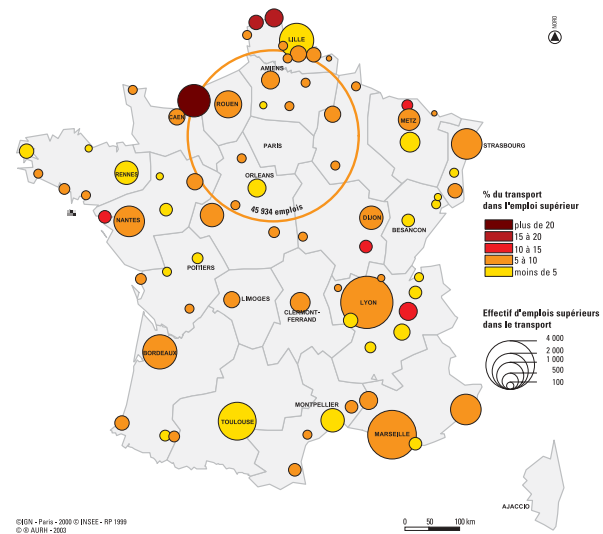 NORD
LILLE
AMIENS
ROUEN
CAEN
METZ
PARIS
STRASBOURG
RENNES
ORLEANS
45 934 emplois
NANTES
DIJON
BESANCON
POITIERS
LIMOGES
CLERMONT-
FERRAND
LYON
BORDEAUX
MONTPELLIER
TOULOUSE
MARSEILLE
AJACCIO
% du transport
dans l'emploi supérieur
plus de 20
15 à 20
10 à 15
5 à 10
moins de 5
Effectif d'emplois supérieurs
dans le transport
4 000
2 000
1 000
500
100
0 50 100 km
©IGN - Paris - 2000 © INSEE - RP 1999
© ® AURH - 2003